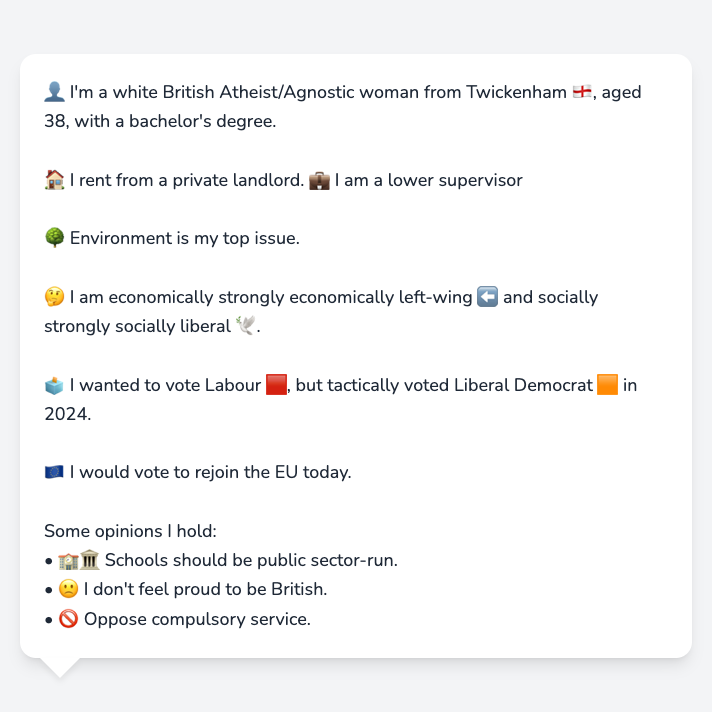 👤 I'm a white British Atheist/Agnostic woman from Twickenham 🏴󠁧󠁢󠁥󠁮󠁧󠁿, aged
38, with a bachelor's degree.
🏠 I rent from a private landlord. 💼 I am a lower supervisor
🌳 Environment is my top issue.
🤔 I am economically strongly economically left-wing ⬅️ and socially
strongly socially liberal 🕊️.
🗳️ I wanted to vote Labour 🟥, but tactically voted Liberal Democrat 🟧 in
2024.
🇪🇺 I would vote to rejoin the EU today.
Some opinions I hold:
• 🏫🏛️ Schools should be public sector-run.
• 🙁 I don't feel proud to be British.
• 🚫 Oppose compulsory service.